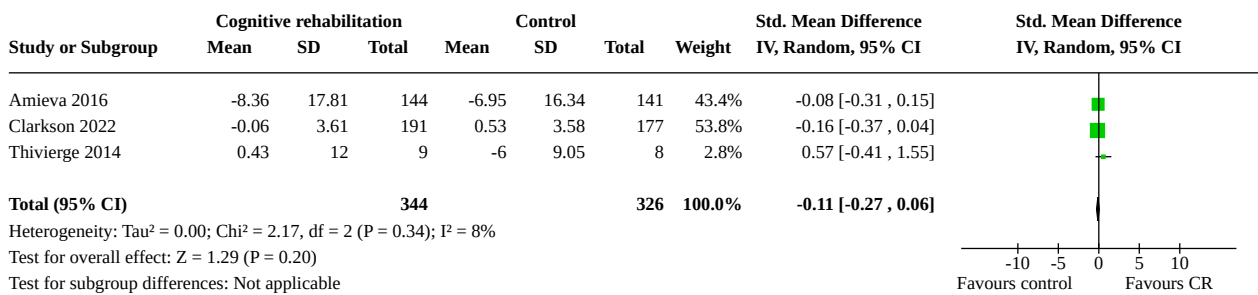 Cognitive rehabilitation Control Std. Mean Difference Std. Mean Difference
Study or Subgroup Mean SD Total Mean SD Total Weight IV, Random, 95% CI IV, Random, 95% CI
Amieva 2016 -8.36 17.81 144 -6.95 16.34 141 43.4% -0.08 [-0.31 , 0.15]
Clarkson 2022 -0.06 3.61 191 0.53 3.58 177 53.8% -0.16 [-0.37 , 0.04]
Thivierge 2014 0.43 12 9 -6 9.05 8 2.8% 0.57 [-0.41 , 1.55]
Total (95% CI) 344 326 100.0% -0.11 [-0.27 , 0.06]
Heterogeneity: Tau² = 0.00; Chi² = 2.17, df = 2 (P = 0.34); I² = 8%
Test for overall effect: Z = 1.29 (P = 0.20)
-10 -5 0 5 10
Test for subgroup differences: Not applicable Favours control Favours CR